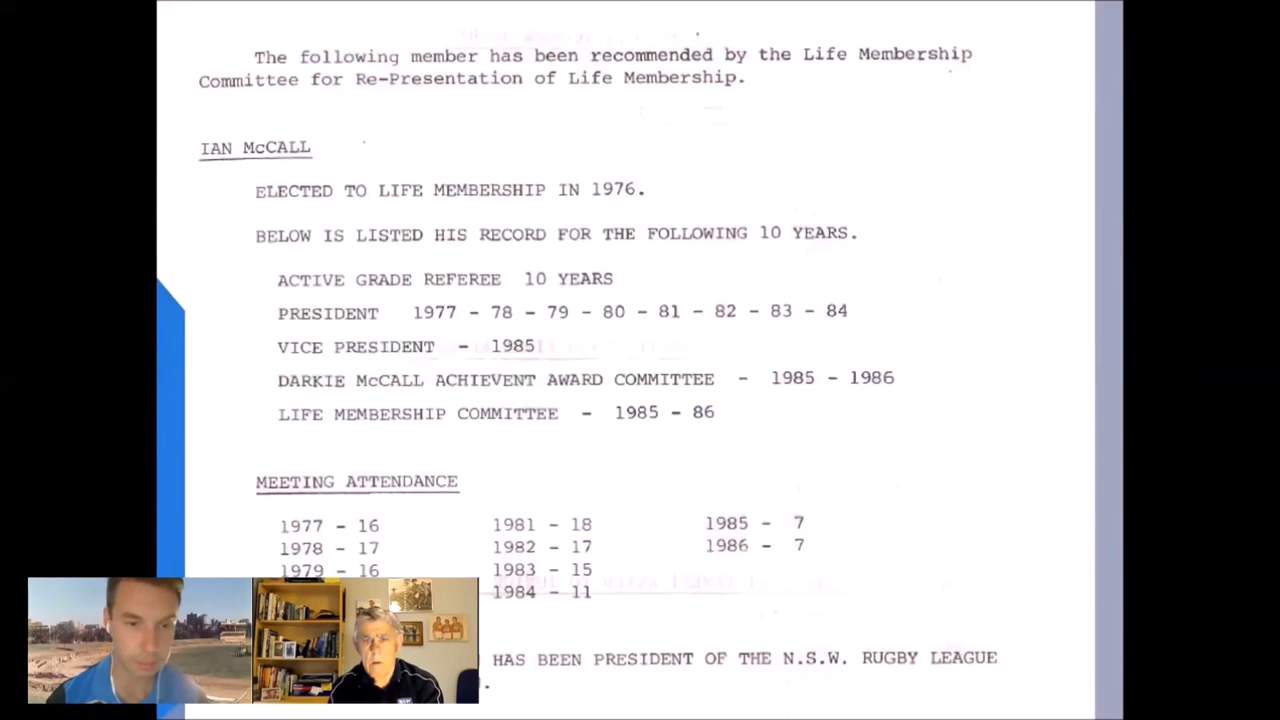 The following member has been recommended by the Life Membership
Committee for Re-Presentation of Life Membership.
IAN McCALL
ELECTED TO LIFE MEMBERSHIP IN 1976.
BELOW IS LISTED HIS RECORD FOR THE FOLLOWING 10 YEARS.
ACTIVE GRADE REFEREE 10 YEARS
PRESIDENT 1977 - 78 - 79 - 80 - 81 - 82 - 83 - 84
VICE PRESIDENT - 1985
DARKIE McCALL ACHIEVENT AWARD COMMITTEE - 1985 - 1986
LIFE MEMBERSHIP COMMITTEE - 1985 - 86
MEETING ATTENDANCE
1977 - 16 1981 - 18 1985 - 7
1978 - 17 1982 - 17 1986 - 7
1979 - 16 1983 - 15
1984 - 11
HAS BEEN PRESIDENT OF THE N.S.W. RUGBY LEAGUE